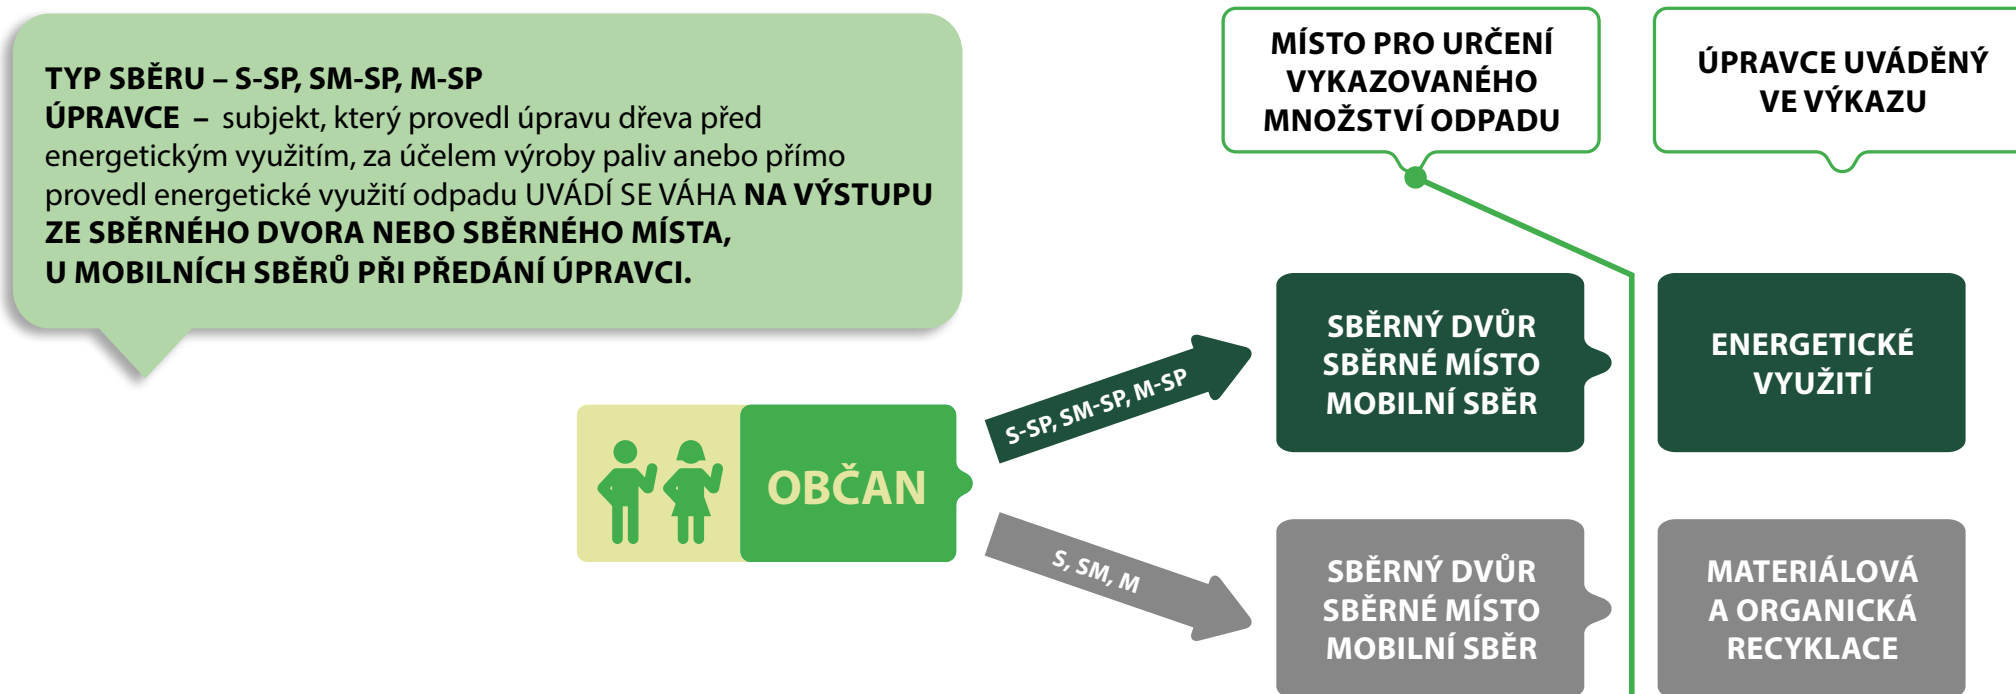 TYP SBĚRU – S-SP, SM-SP, M-SP
ÚPRAVCE – subjekt, který provedl úpravu dřeva před
energetickým využitím, za účelem výroby paliv anebo přímo
provedl energetické využití odpadu UVÁDÍ SE VÁHA NA VÝSTUPU
ZE SBĚRNÉHO DVORA NEBO SBĚRNÉHO MÍSTA,
U MOBILNÍCH SBĚRŮ PŘI PŘEDÁNÍ ÚPRAVCI.
MÍSTO PRO URČENÍ
VYKAZOVANÉHO
MNOŽSTVÍ ODPADU
ÚPRAVCE UVÁDĚNÝ
VE VÝKAZU
OBČAN
S-SP, SM-SP, M-SP
SBĚRNÝ DVŮR
SBĚRNÉ MÍSTO
MOBILNÍ SBĚR
ENERGETICKÉ
VYUŽITÍ
S, SM, M
SBĚRNÝ DVŮR
SBĚRNÉ MÍSTO
MOBILNÍ SBĚR
MATERIÁLOVÁ
A ORGANICKÁ
RECYKLACE